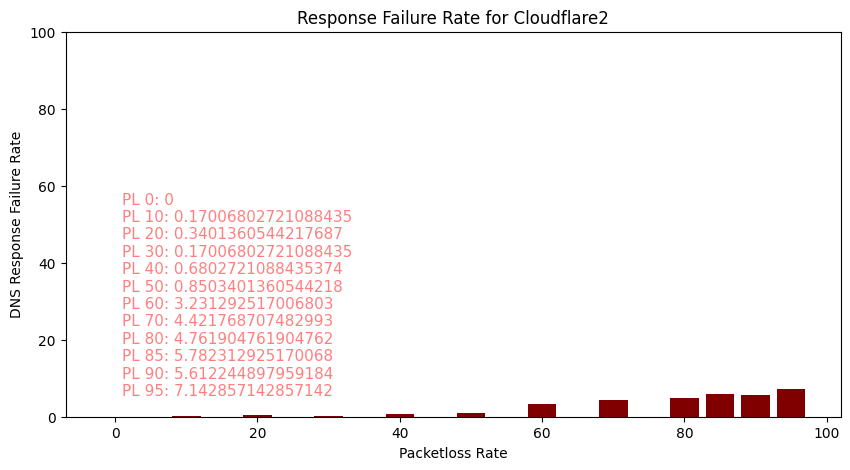 Response Failure Rate for Cloudflare2
100
80
60
40
20
0
DNS Response Failure Rate
PL 0: 0
PL 10: 0.17006802721088435
PL 20: 0.3401360544217687
PL 30: 0.17006802721088435
PL 40: 0.6802721088435374
PL 50: 0.8503401360544218
PL 60: 3.231292517006803
PL 70: 4.421768707482993
PL 80: 4.761904761904762
PL 85: 5.782312925170068
PL 90: 5.612244897959184
PL 95: 7.142857142857142
0 20 40 60 80 100
Packetloss Rate